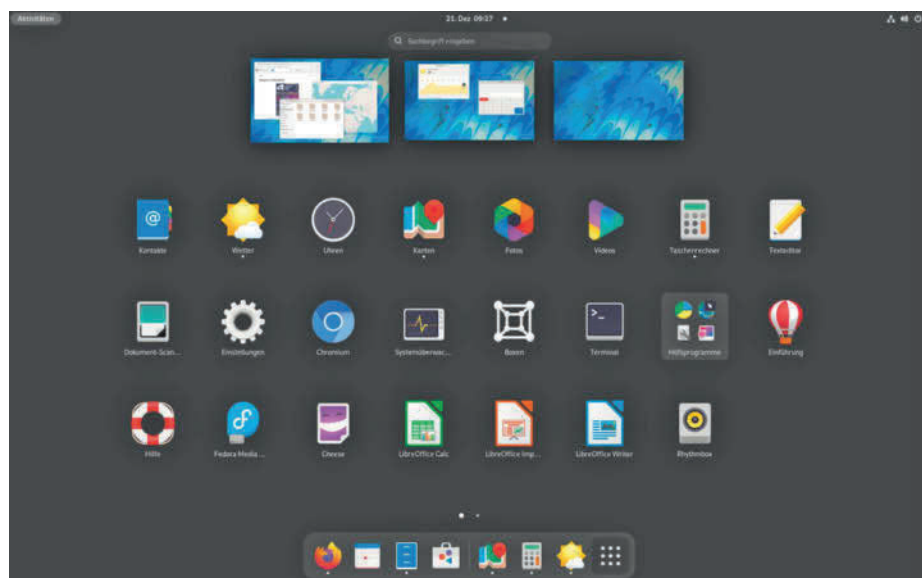 Aktivitäten
21. Dez 09:27
Suchbegriff eingeben
Kontakte Wetter Uhren Karten Fotos Videos Taschenrechner Texteditor
Dokument-Scan... Einstellungen Chromium Systemüberwac... Boxen Terminal Hilfsprogramme Einführung
Hilfe Fedora Media ... Cheese LibreOffice Calc LibreOffice Imp... LibreOffice Writer Rhythmbox